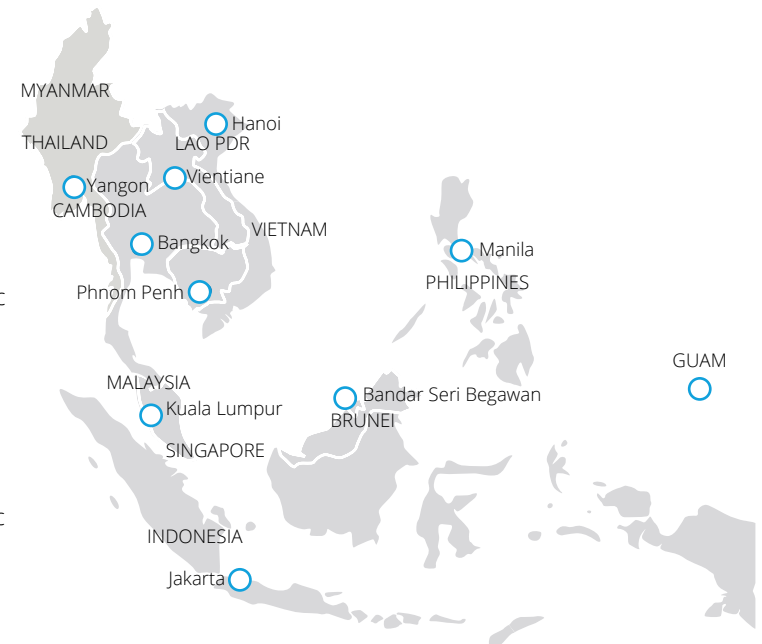 MYANMAR
Hanoi
THAILAND
LAO PDR
Vientiane
Yangon
CAMBODIA
VIETNAM
Bangkok
Manila
PHILIPPINES
Phnom Penh
C
GUAM
MALAYSIA
Bandar Seri Begawan
Kuala Lumpur
BRUNEI
SINGAPORE
C
INDONESIA
Jakarta